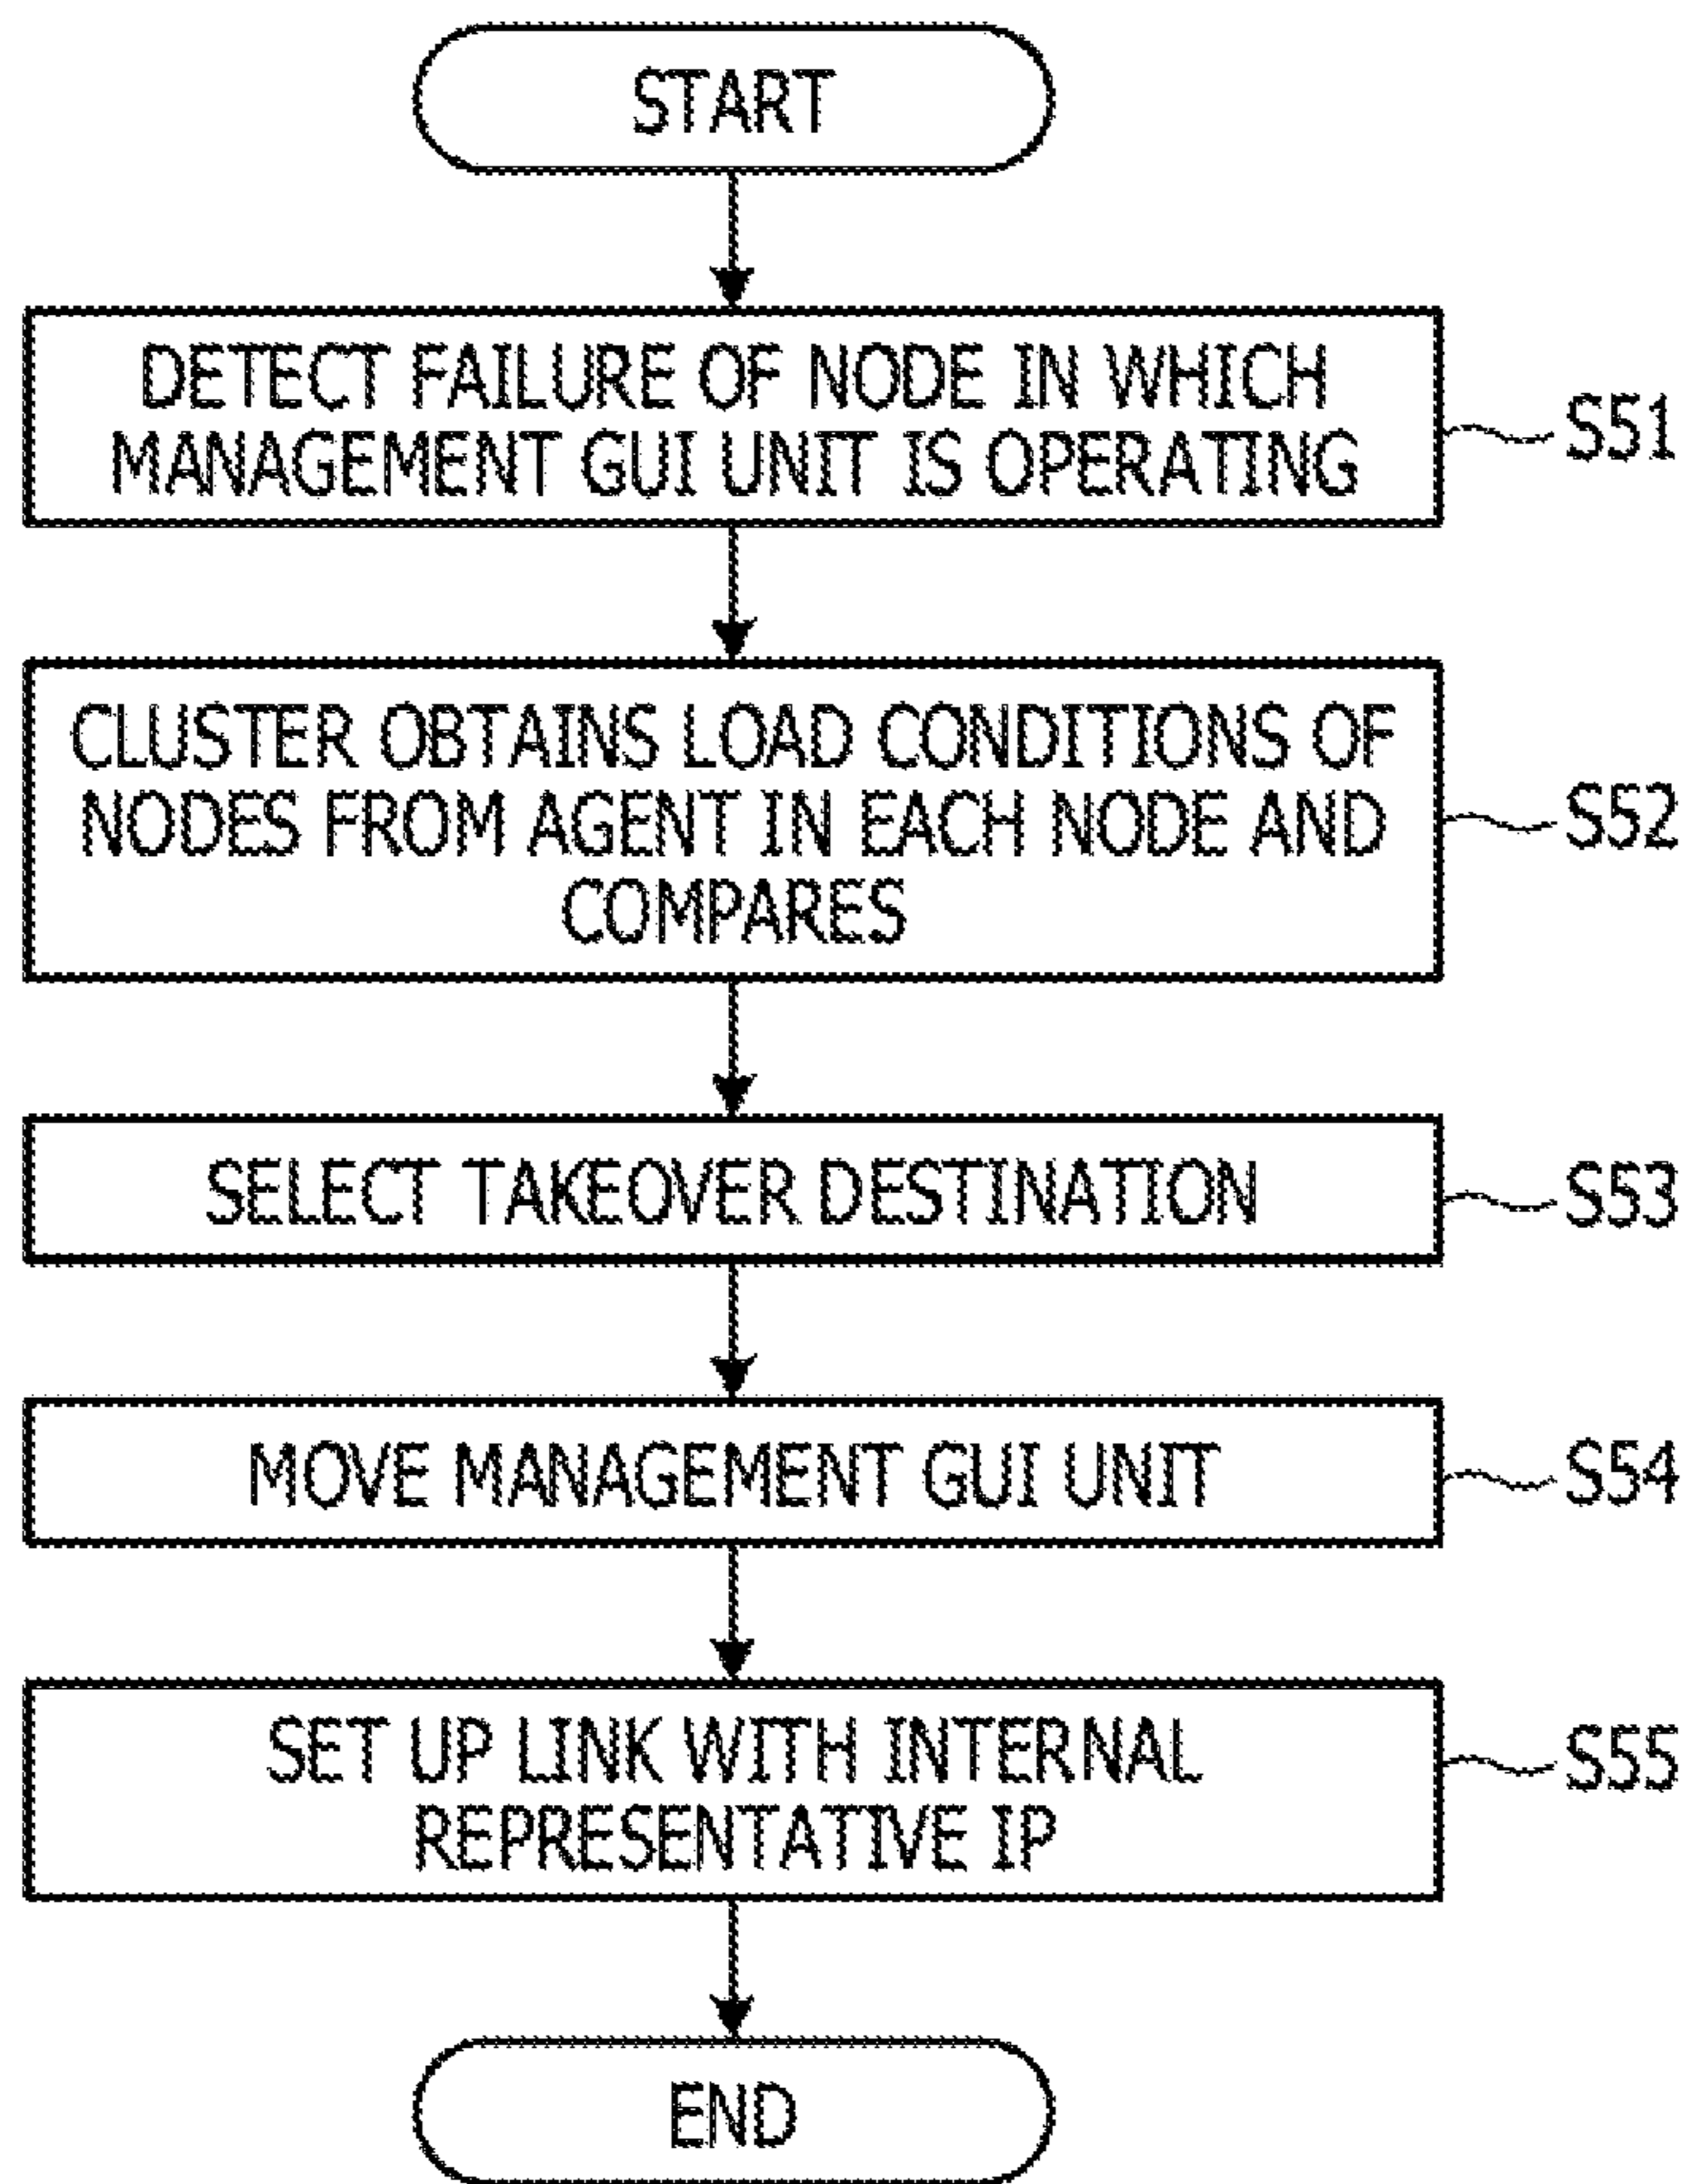 START
DETECT FAILURE OF NODE IN WHICH
MANAGEMENT GUI UNIT IS OPERATING
S51
CLUSTER OBTAINS LOAD CONDITIONS OF
NODES FROM AGENT IN EACH NODE AND
COMPARES
S52
SELECT TAKEOVER DESTINATION
S53
MOVE MANAGEMENT GUI UNIT
S54
SET UP LINK WITH INTERNAL
REPRESENTATIVE IP
S55
END